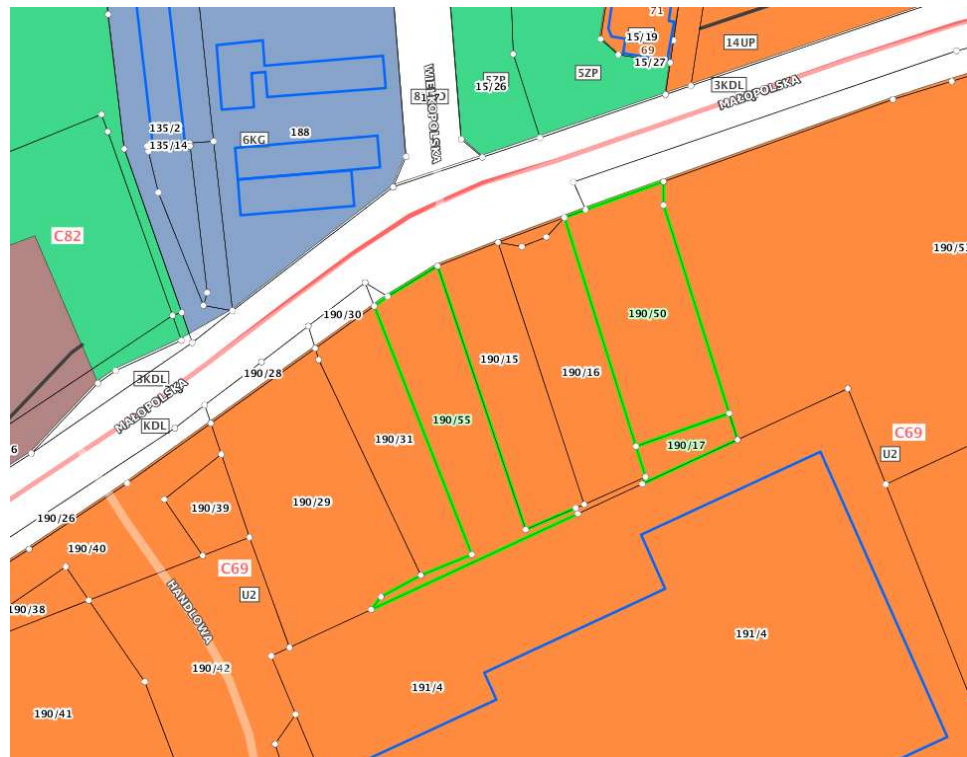 71
15/19
69
15/27
14UP
5ZP
15/26
5ZP
3KDL
MAŁOPOLSKA
WIELKOPOLSKA
135/2
188
6KG
135/14
C82
190/51
190/50
190/30
190/15
190/28
190/16
3KDL
MAŁOPOLSKA
KDL
190/55
190/31
190/17
C69
U2
190/29
190/39
190/26
190/40
C69
U2
190/38
HANDLOWA
191/4
190/42
191/4
190/41